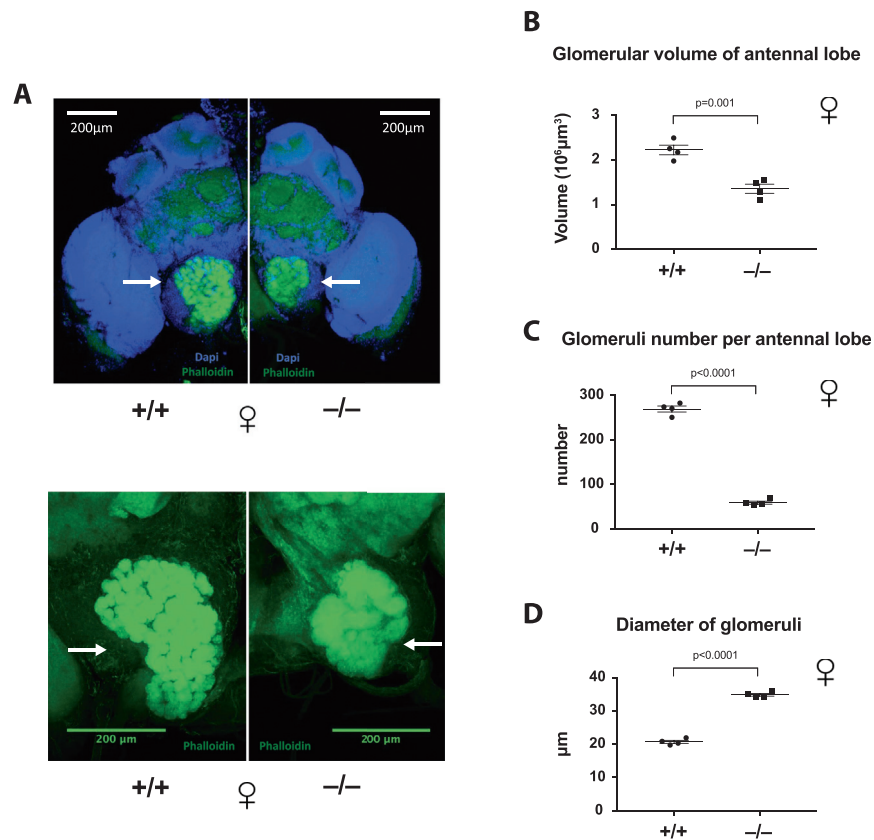 A
200µm
200µm
Dapi
Phalloidin
Dapi
Phalloidin
+/+ ♀ –/–
200 µm
Phalloidin
Phalloidin
200 µm
+/+ ♀ –/–
B
Glomerular volume of antennal lobe
p=0.001
♀
Volume (10⁶µm³)
3
2
1
0
+/+
–/–
C
Glomeruli number per antennal lobe
p<0.0001
♀
number
300
200
100
0
+/+
–/–
D
Diameter of glomeruli
p<0.0001
♀
µm
40
30
20
10
0
+/+
–/–